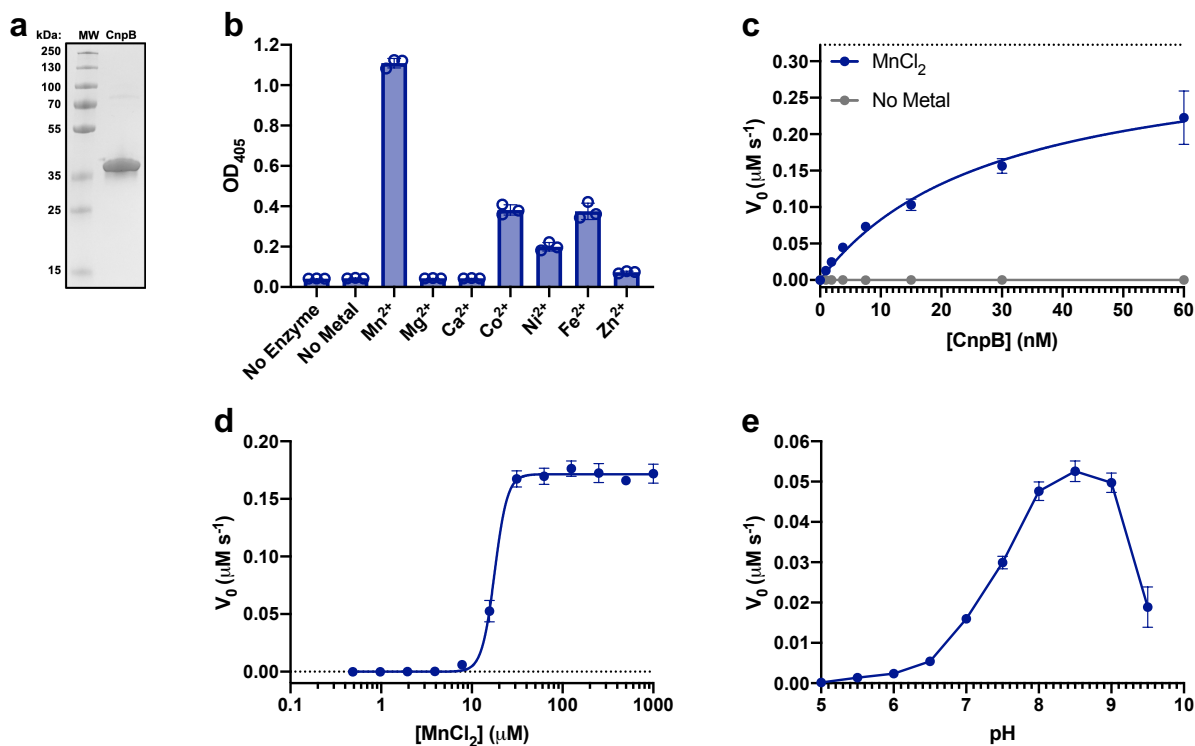 a
kDa: MW CnpB
250
130
100
70
55
35
25
15
b
OD405
1.2
1.0
0.8
0.6
0.4
0.2
0.0
No Enzyme
No Metal
Mn2+
Mg2+
Ca2+
Co2+
Ni2+
Fe2+
Zn2+
c
V0 (μM s-1)
0.30
0.25
0.20
0.15
0.10
0.05
0.00
MnCl2
No Metal
0 10 20 30 40 50 60
[CnpB] (nM)
d
V0 (μM s-1)
0.20
0.15
0.10
0.05
0.00
0.1 1 10 100 1000
[MnCl2] (μM)
e
V0 (μM s-1)
0.06
0.05
0.04
0.03
0.02
0.01
0.00
5 6 7 8 9 10
pH